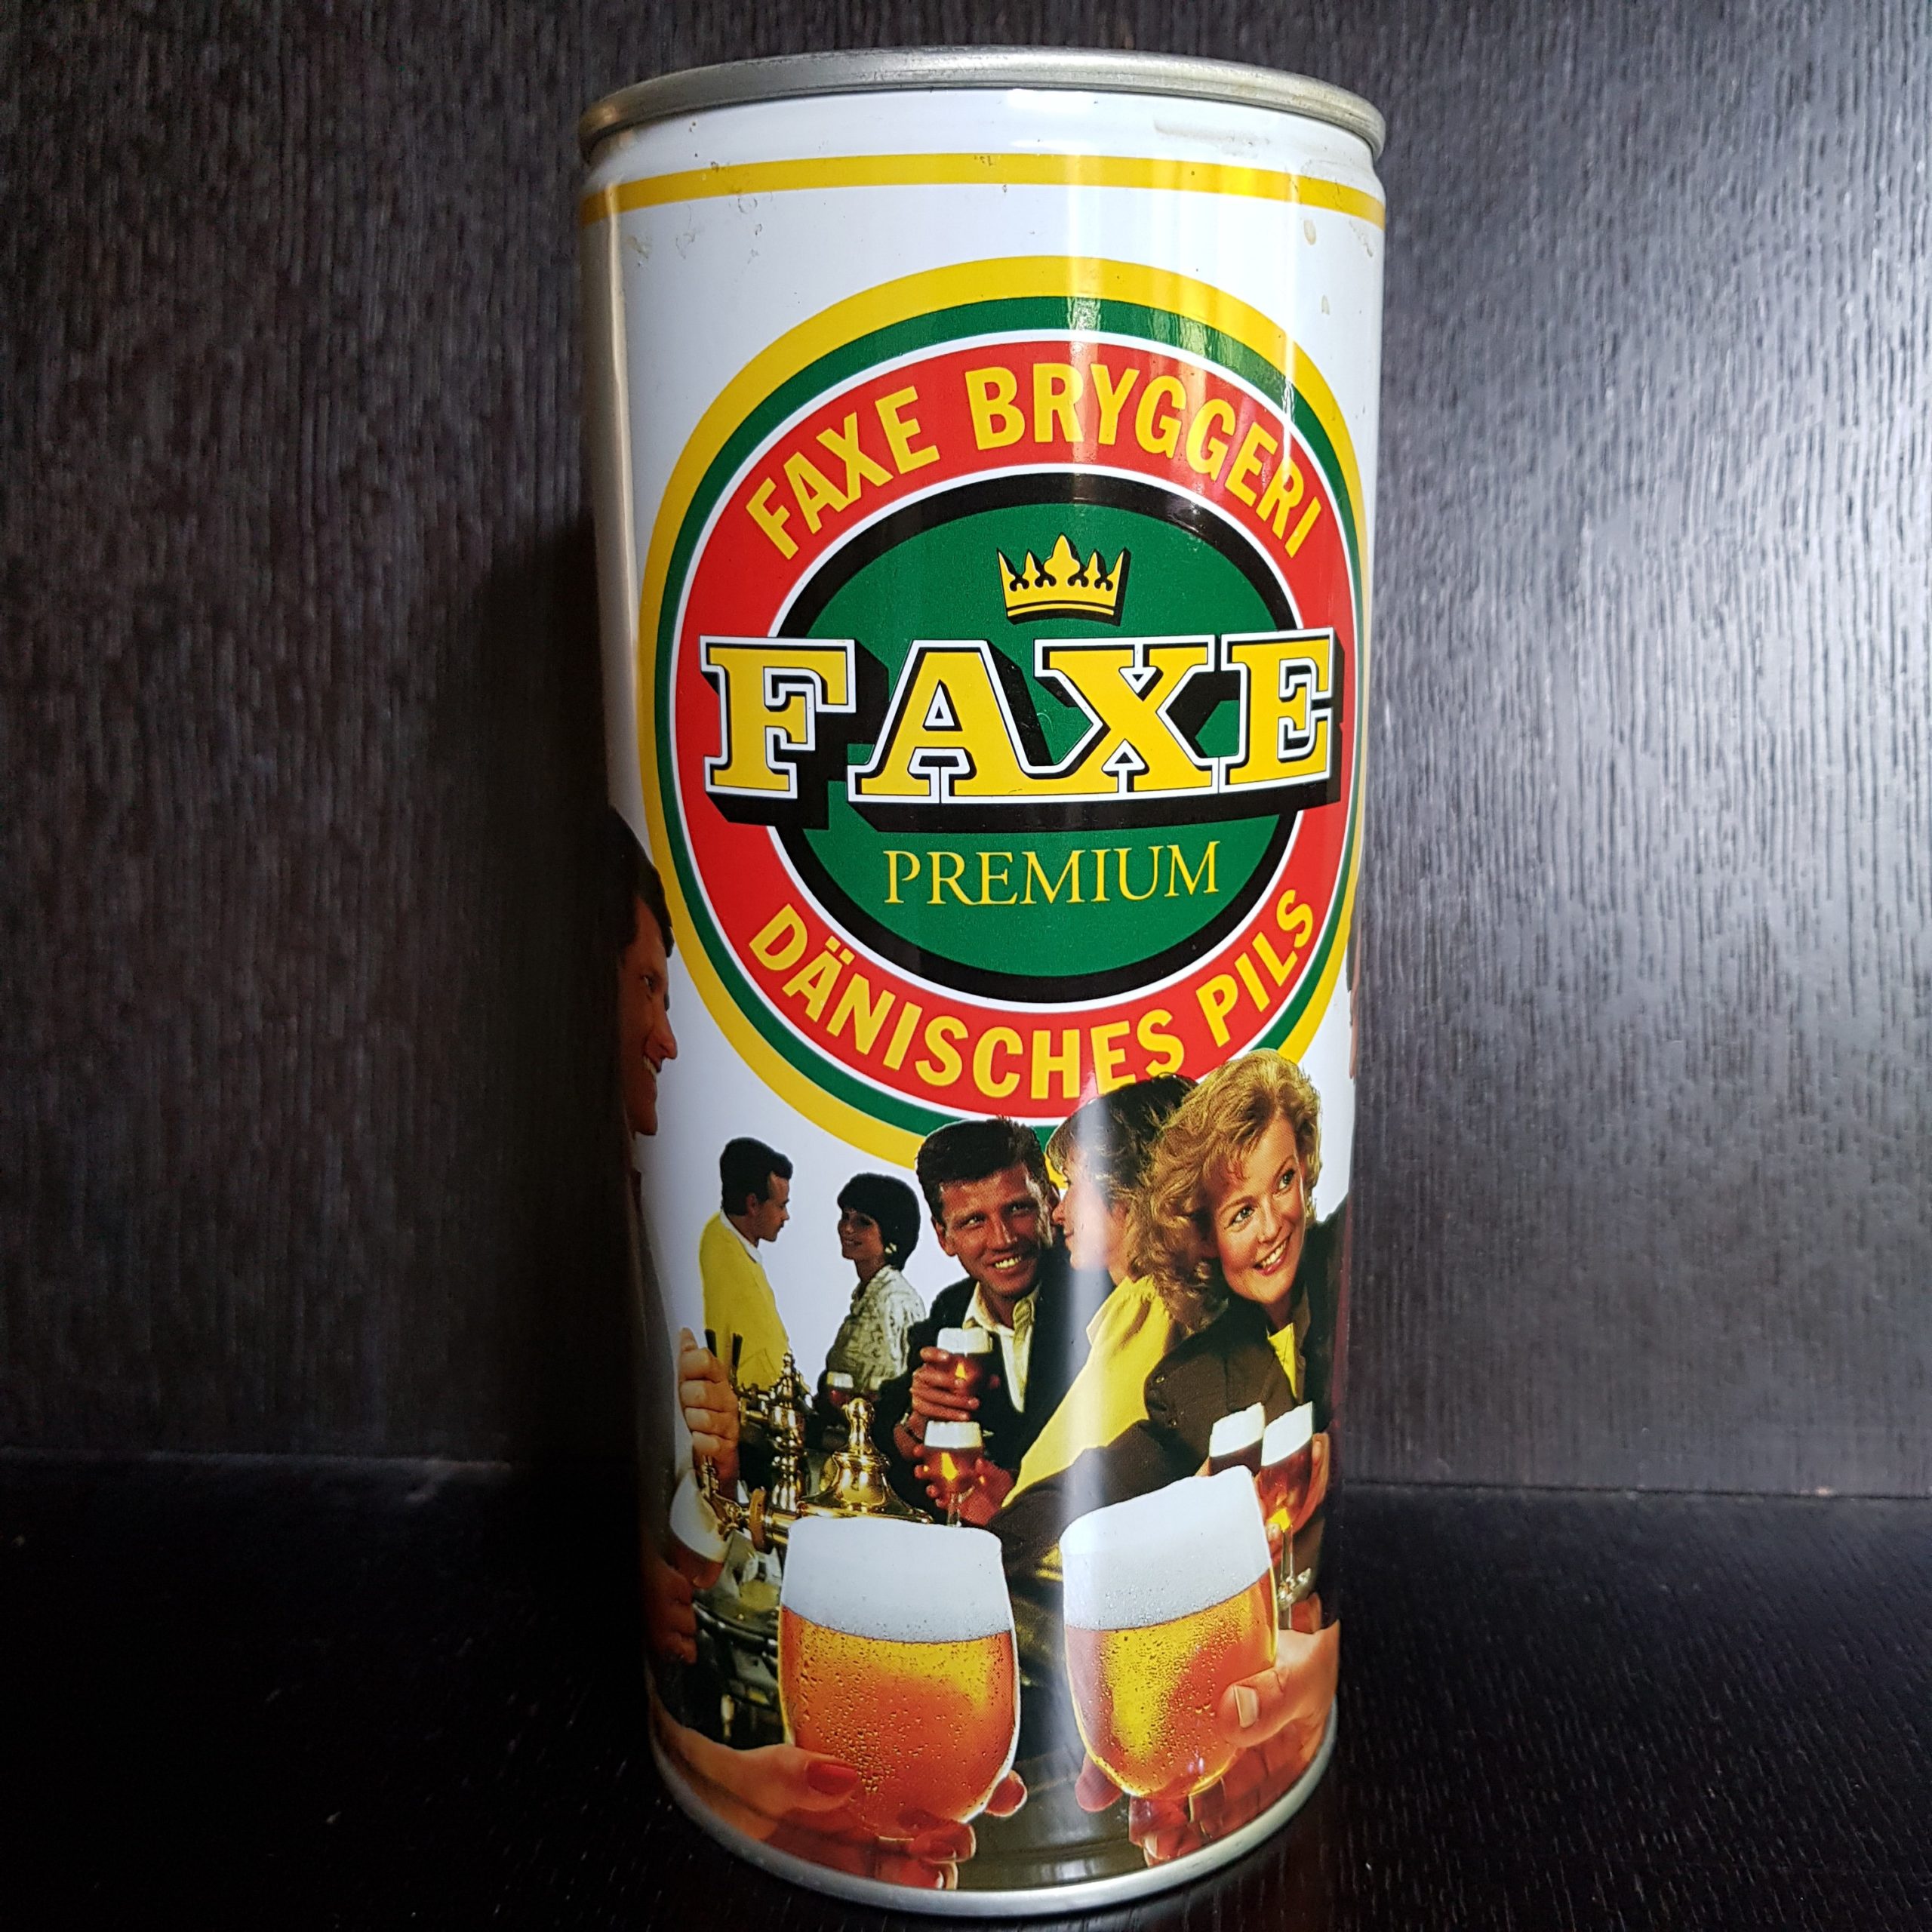 FAXE BRYGGERI
FAXE
PREMIUM
DÄNISCHES PILS